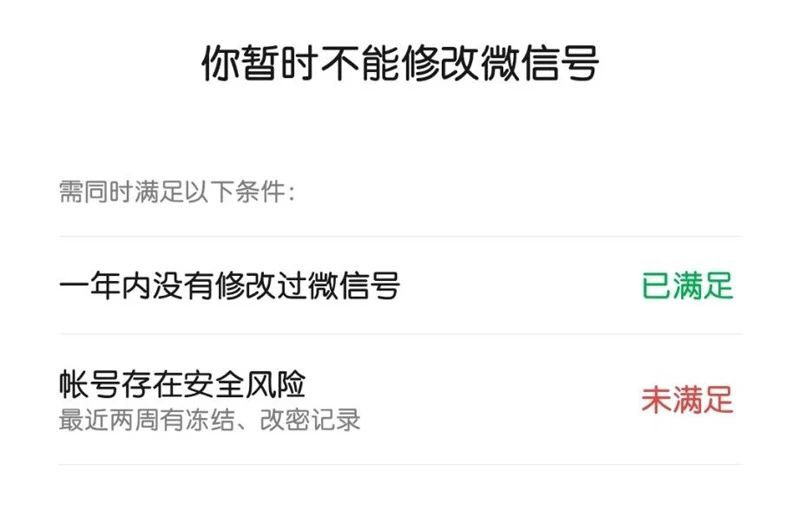 你暂时不能修改微信号
需同时满足以下条件：
一年内没有修改过微信号
已满足
帐号存在安全风险
未满足
最近两周有冻结、改密记录